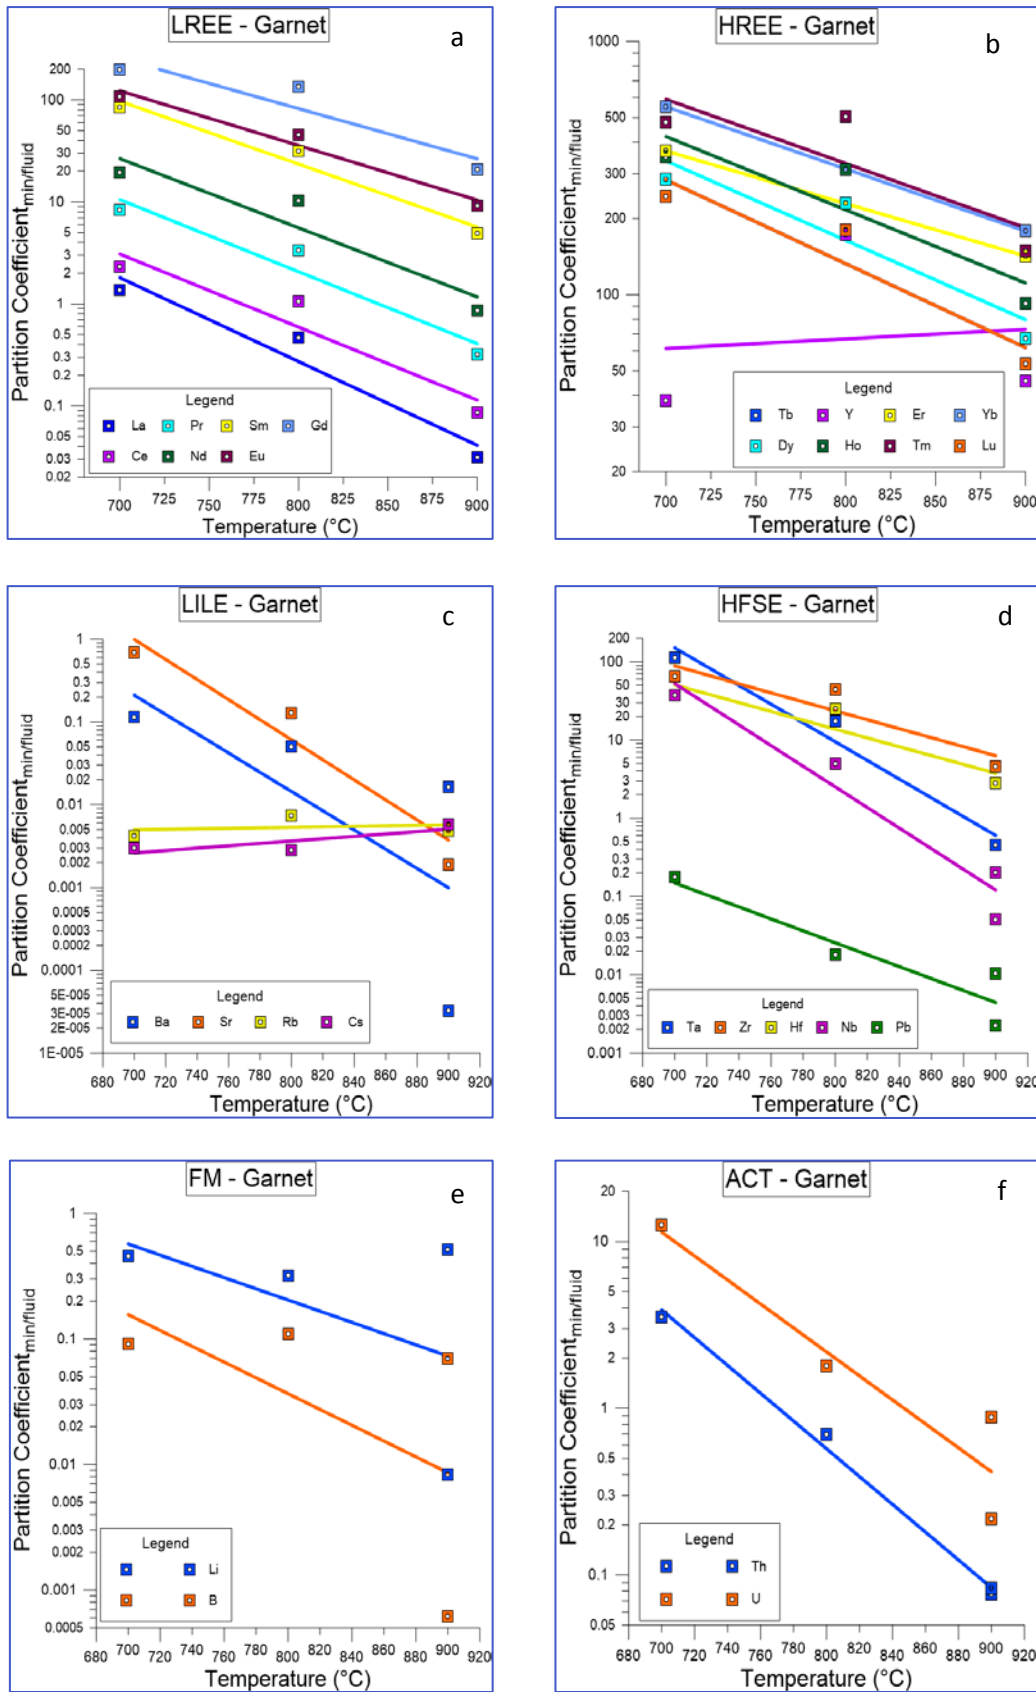 LREE - Garnet
a
Partition Coefficient min/fluid
200
100
50
30
20
10
5
3
2
1
0.5
0.3
0.2
0.1
0.05
0.03
0.02
Legend
La Pr Sm Gd
Ce Nd Eu
700 725 750 775 800 825 850 875 900
Temperature (°C)
HREE - Garnet
b
Partition Coefficient min/fluid
1000
500
300
200
100
50
30
20
Legend
Tb Y Er Yb
Dy Ho Tm Lu
700 725 750 775 800 825 850 875 900
Temperature (°C)
LILE - Garnet
c
Partition Coefficient min/fluid
1
0.5
0.3
0.2
0.1
0.05
0.03
0.02
0.01
0.005
0.003
0.002
0.001
0.0005
0.0003
0.0002
0.0001
5E-005
3E-005
2E-005
1E-005
Legend
Ba Sr Rb Cs
680 700 720 740 760 780 800 820 840 860 880 900 920
Temperature (°C)
HFSE - Garnet
d
Partition Coefficient min/fluid
200
100
50
30
20
10
5
3
2
1
0.5
0.3
0.2
0.1
0.05
0.03
0.02
0.01
0.005
0.003
0.002
0.001
Legend
Ta Zr Hf Nb Pb
680 700 720 740 760 780 800 820 840 860 880 900 920
Temperature (°C)
FM - Garnet
e
Partition Coefficient min/fluid
1
0.5
0.3
0.2
0.1
0.05
0.03
0.02
0.01
0.005
0.003
0.002
0.001
0.0005
Legend
Li
B
680 700 720 740 760 780 800 820 840 860 880 900 920
Temperature (°C)
ACT - Garnet
f
Partition Coefficient min/fluid
20
10
5
3
2
1
0.5
0.3
0.2
0.1
0.05
Legend
Th
U
680 700 720 740 760 780 800 820 840 860 880 900 920
Temperature (°C)